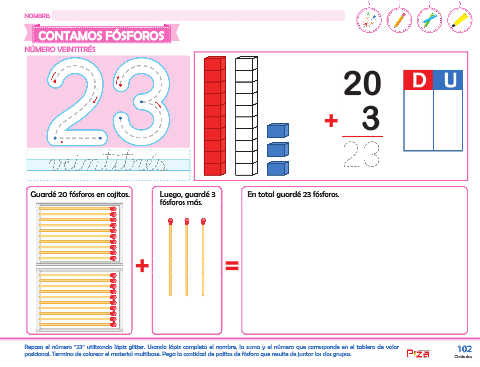 NOMBRE:
CONTAMOS FÓSFOROS
NÚMERO VEINTITRÉS
23
veintitrés
20
+ 3
23
D U
Guardé 20 fósforos en cajitas.
+
Luego, guardé 3
fósforos más.
=
En total guardé 23 fósforos.
Repasa el número "23" utilizando lápiz glitter. Usando lápiz completa el nombre, la suma y el número que corresponde en el tablero de valor
posicional. Termina de colorear el material multibase. Pega la cantidad de palitos de fósforo que resulte de juntar los dos grupos.
Piza
102